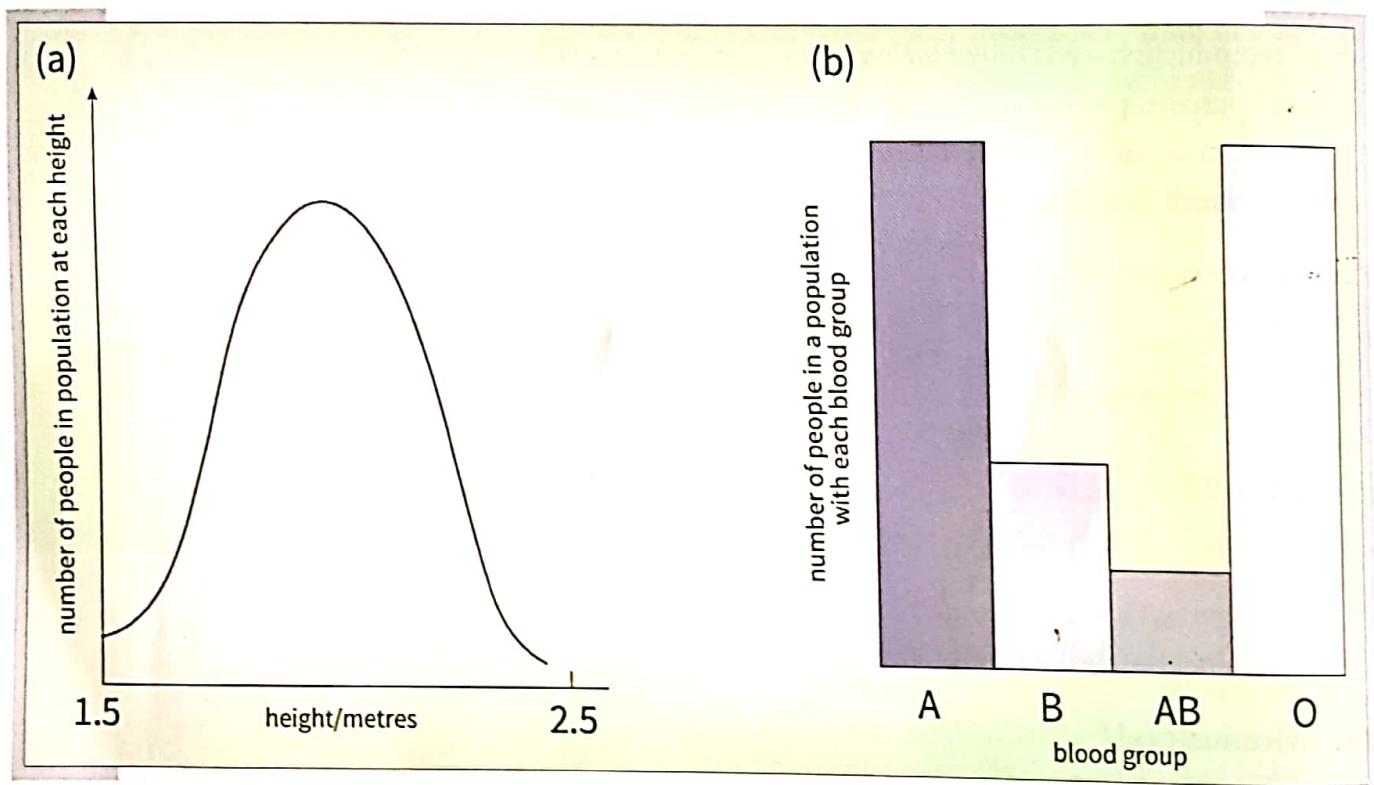 (a)
number of people in population at each height
1.5
height/metres
2.5
(b)
number of people in a population
with each blood group
A B AB O
blood group